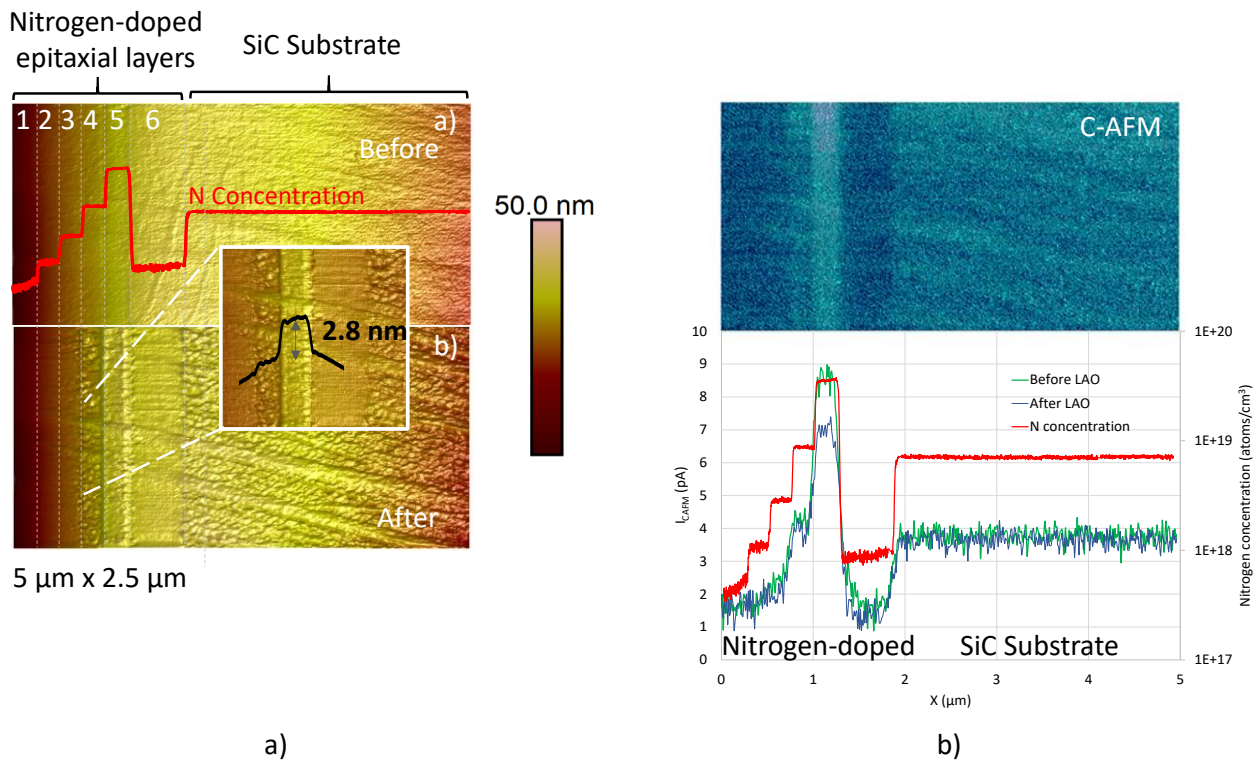 Nitrogen-doped
epitaxial layers
SiC Substrate
1 2 3 4 5 6
a)
Before
N Concentration
50.0 nm
2.8 nm
b)
After
5 µm x 2.5 µm
a)
C-AFM
10
9
8
7
6
5
4
3
2
1
0
I_CAFM (pA)
Before LAO
After LAO
N concentration
1E+20
1E+19
1E+18
1E+17
Nitrogen concentration (atoms/cm³)
Nitrogen-doped
SiC Substrate
0 1 2 3 4 5
X (µm)
b)